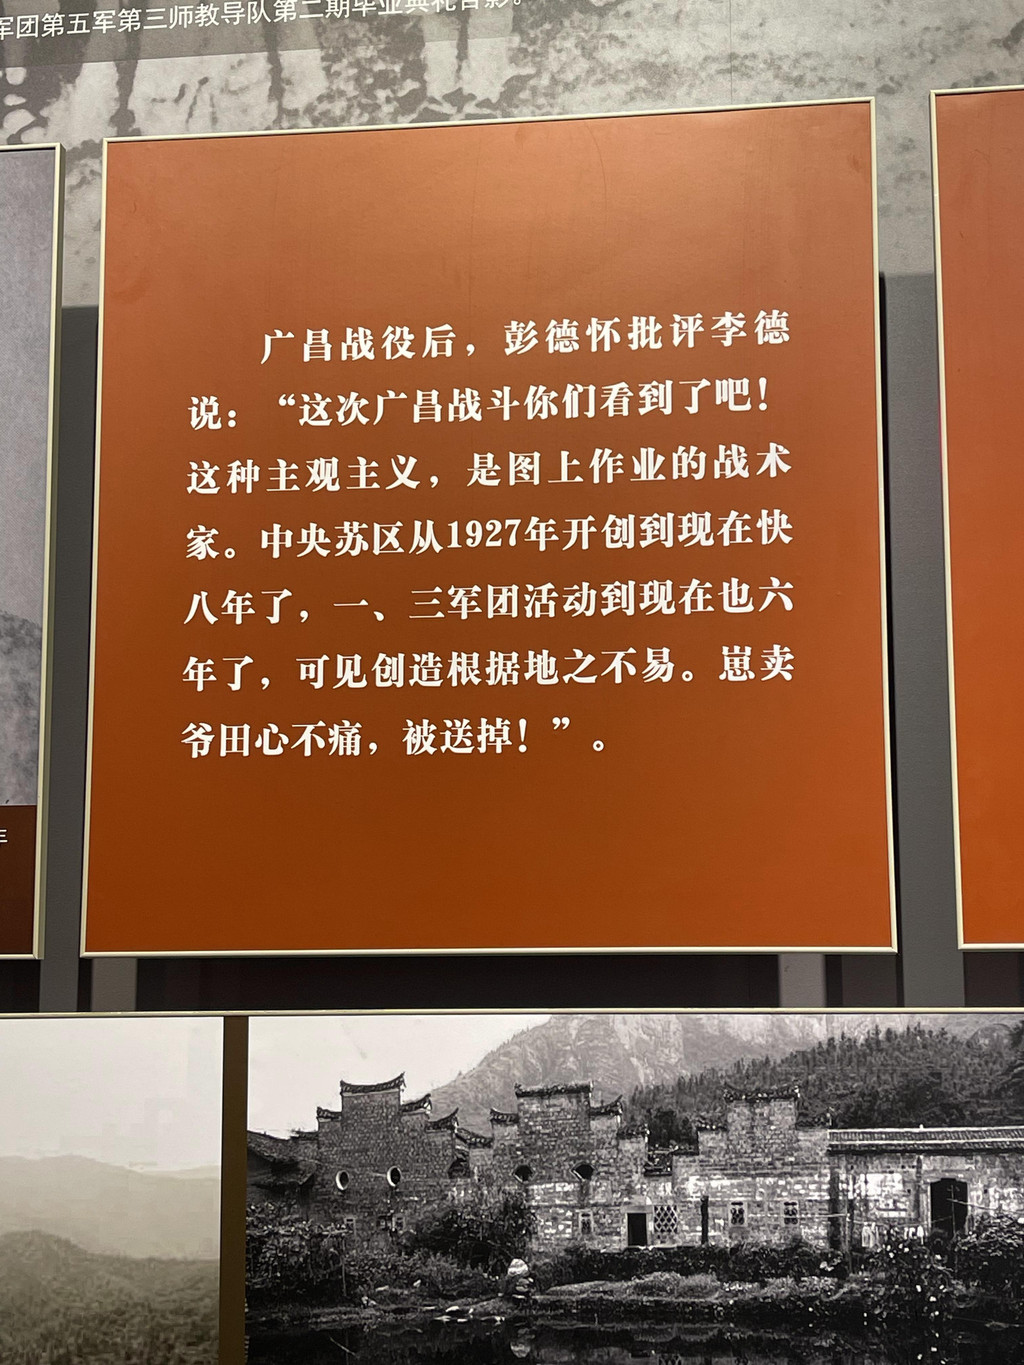 军团第五军第三师教导队第二期毕业典礼合影。
广昌战役后，彭德怀批评李德
说：“这次广昌战斗你们看到了吧！
这种主观主义，是图上作业的战术
家。中央苏区从1927年开创到现在快
八年了，一、三军团活动到现在也六
年了，可见创造根据地之不易。崽卖
爷田心不痛，被送掉！”。